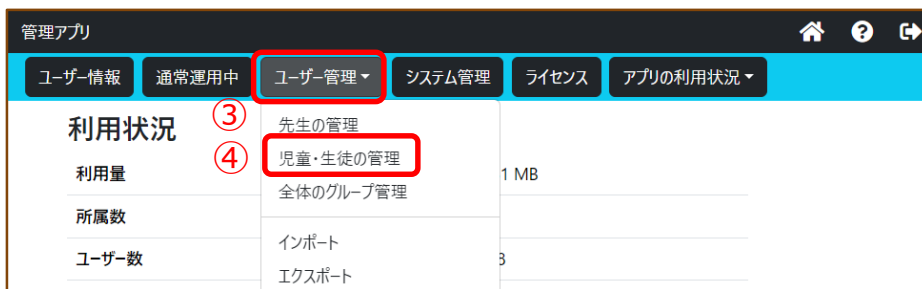 管理アプリ
ユーザー情報 通常運用中 ユーザー管理 システム管理 ライセンス アプリの利用状況
利用状況
③
先生の管理
④
児童・生徒の管理
利用量
1 MB
全体のグループ管理
所属数
インポート
ユーザー数
エクスポート